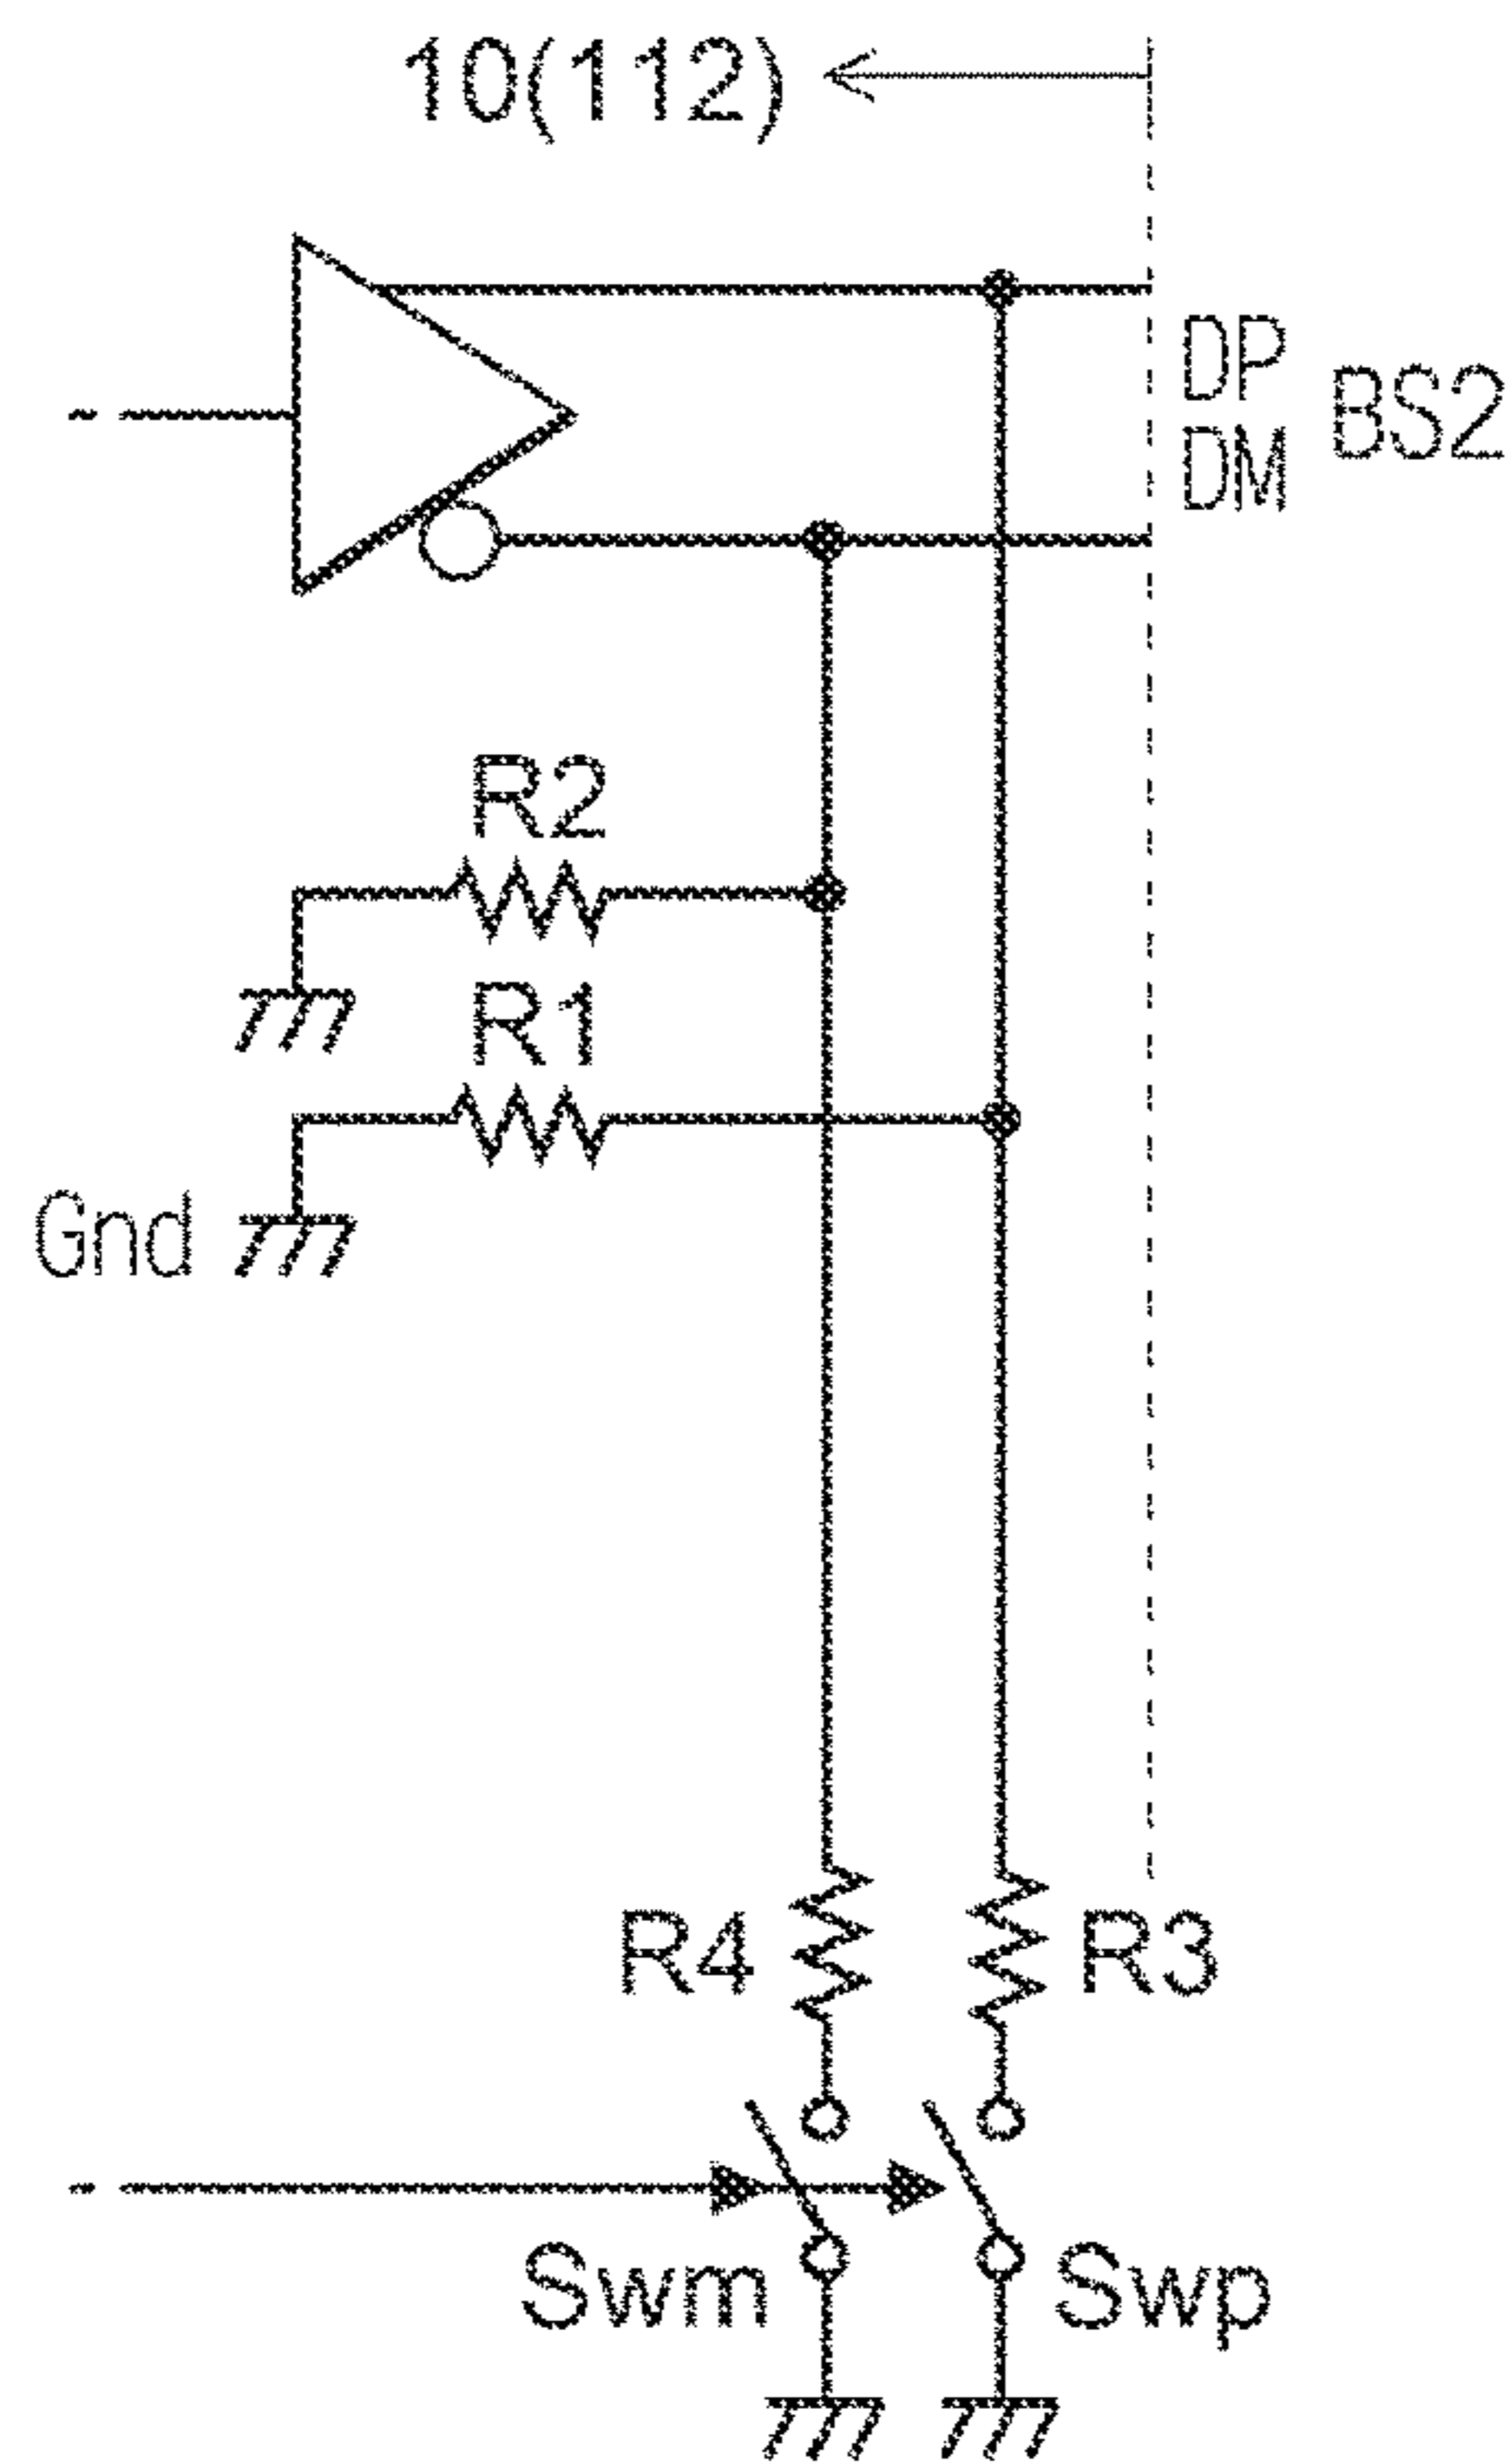 10(112)
DP
BS2
DM
R2
R1
Gnd
R4
R3
Swm
Swp